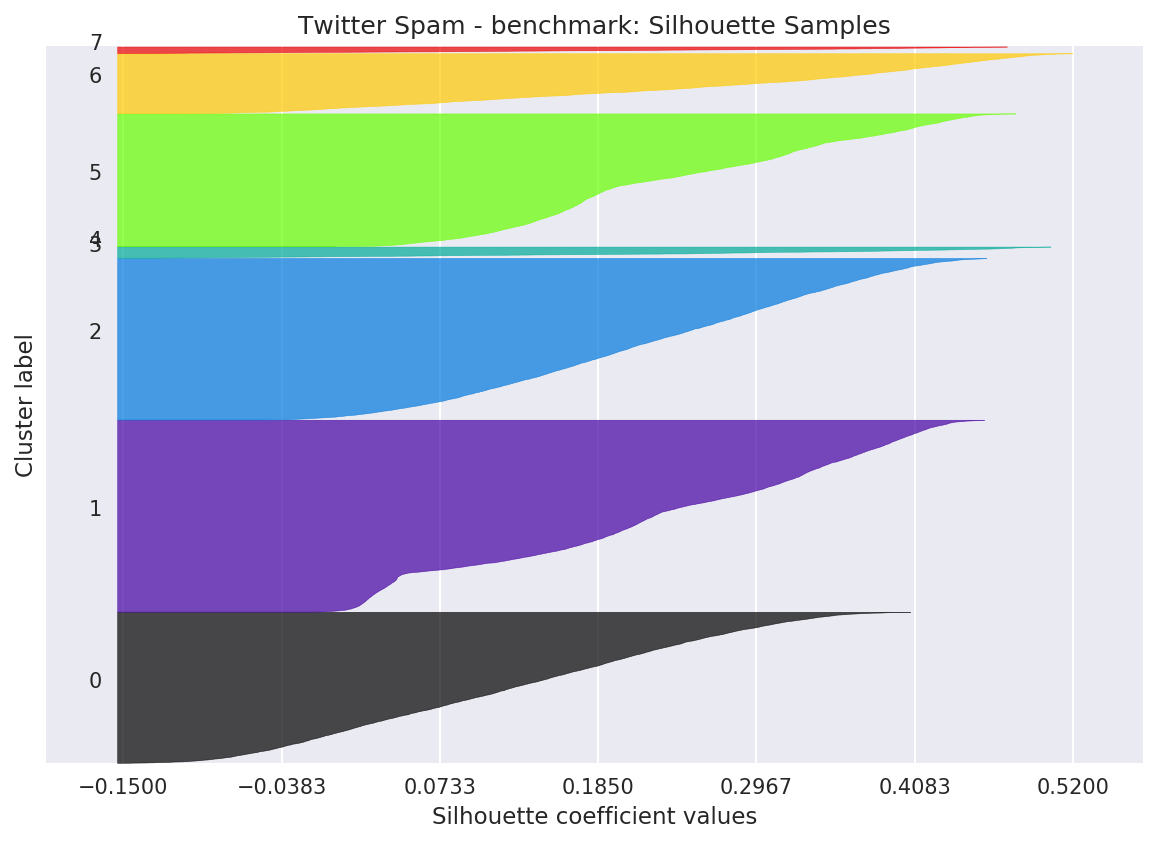 Twitter Spam - benchmark: Silhouette Samples
7
6
5
4
3
2
1
0
Cluster label
−0.1500 −0.0383 0.0733 0.1850 0.2967 0.4083 0.5200
Silhouette coefficient values